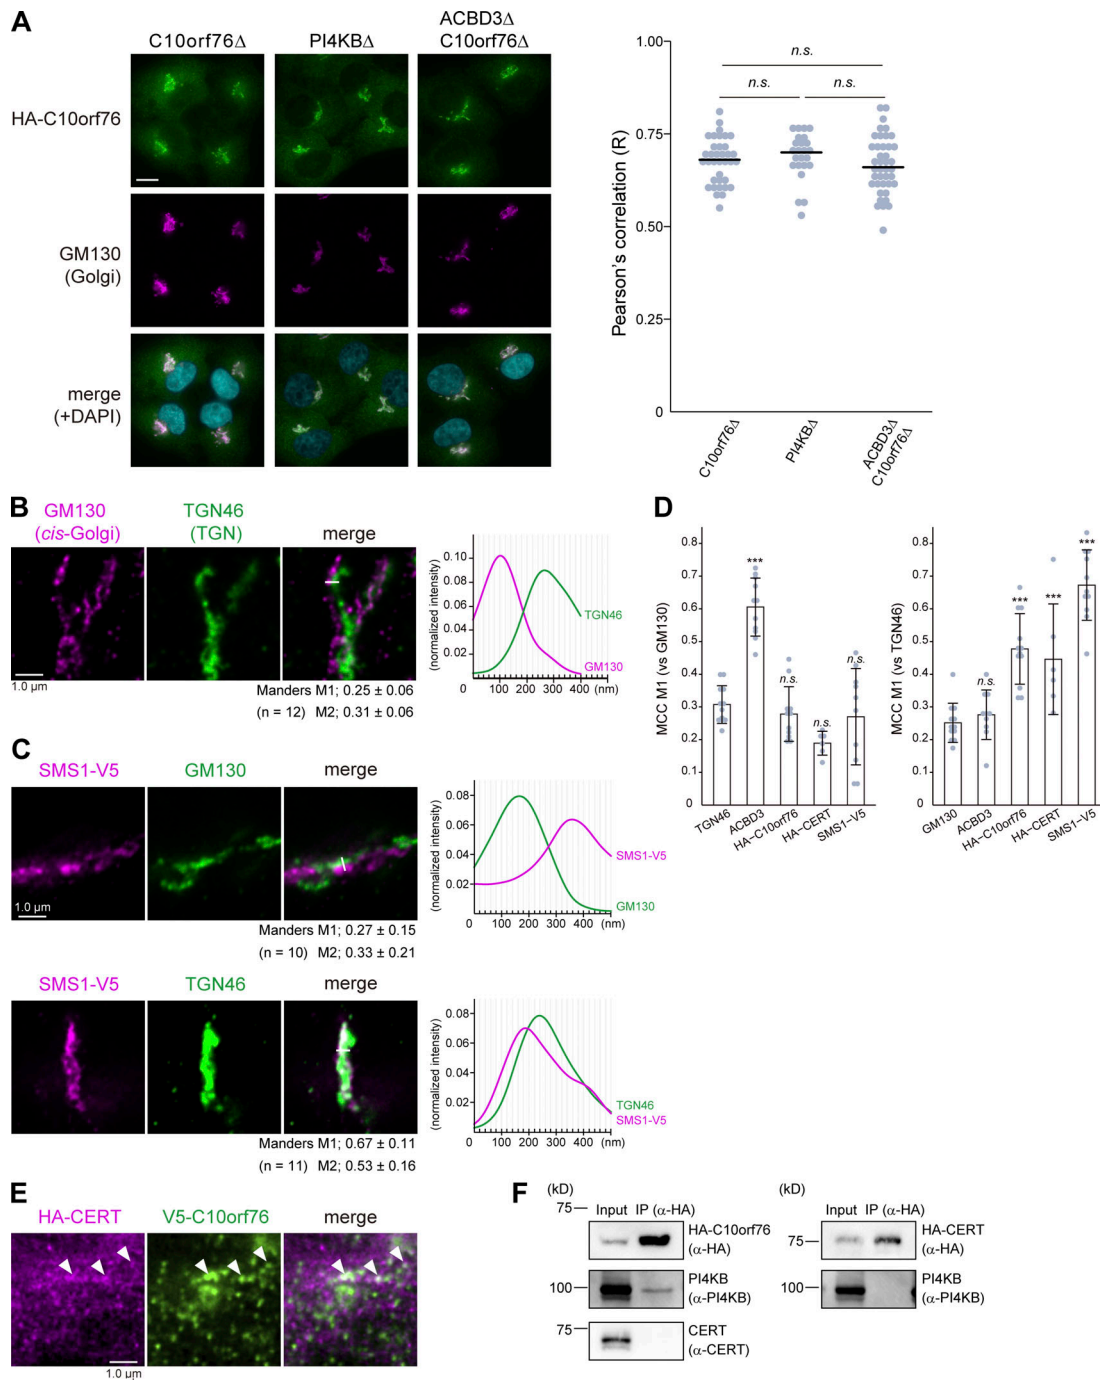 A
C10orf76Δ
PI4KBΔ
ACBD3Δ
C10orf76Δ
HA-C10orf76
GM130
(Golgi)
merge
(+DAPI)
Pearson's correlation (R)
1.00
0.75
0.50
0.25
0
n.s.
n.s.
n.s.
C10orf76Δ
PI4KBΔ
ACBD3Δ
C10orf76Δ
B
GM130
(cis-Golgi)
TGN46
(TGN)
merge
1.0 μm
Manders M1; 0.25 ± 0.06
(n = 12) M2; 0.31 ± 0.06
(normalized intensity)
0.10
0.08
0.06
0.04
0.02
TGN46
GM130
0 100 200 300 400 (nm)
C
SMS1-V5
GM130
merge
1.0 μm
Manders M1; 0.27 ± 0.15
(n = 10) M2; 0.33 ± 0.21
(normalized intensity)
0.08
0.06
0.04
0.02
SMS1-V5
GM130
0 100 200 300 400 (nm)
SMS1-V5
TGN46
merge
Manders M1; 0.67 ± 0.11
(n = 11) M2; 0.53 ± 0.16
(normalized intensity)
0.08
0.06
0.04
0.02
TGN46
SMS1-V5
0 100 200 300 400 (nm)
D
MCC M1 (vs GM130)
0.8
0.7
0.6
0.5
0.4
0.3
0.2
0.1
0
***
n.s.
n.s.
n.s.
TGN46
ACBD3
HA-C10orf76
HA-CERT
SMS1-V5
MCC M1 (vs TGN46)
0.8
0.7
0.6
0.5
0.4
0.3
0.2
0.1
0
n.s.
***
***
***
GM130
ACBD3
HA-C10orf76
HA-CERT
SMS1-V5
E
HA-CERT
V5-C10orf76
merge
1.0 μm
F
(kD)
Input IP (α-HA)
75
HA-C10orf76
(α-HA)
100
PI4KB
(α-PI4KB)
75
CERT
(α-CERT)
(kD)
Input IP (α-HA)
75
HA-CERT
(α-HA)
100
PI4KB
(α-PI4KB)